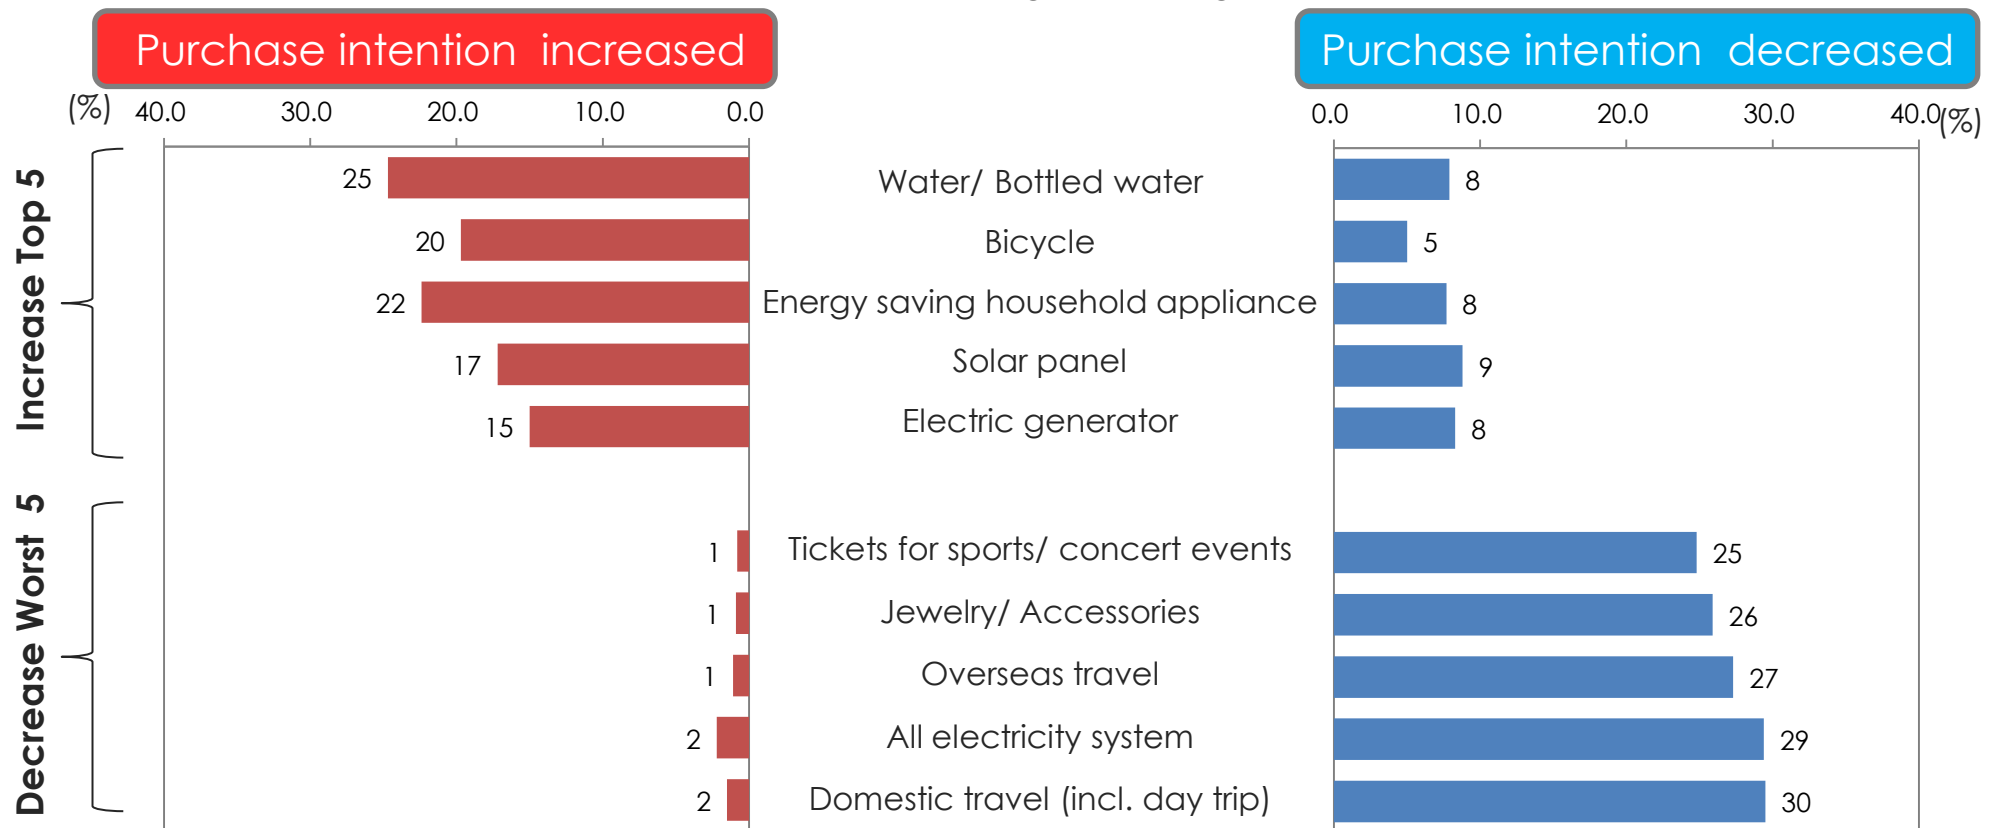 Purchase intention increased
Purchase intention decreased
(%) 40.0 30.0 20.0 10.0 0.0
0.0 10.0 20.0 30.0 40.0 (%)
Increase Top 5
25 Water/ Bottled water 8
20 Bicycle 5
22 Energy saving household appliance 8
17 Solar panel 9
15 Electric generator 8
Decrease Worst 5
1 Tickets for sports/ concert events 25
1 Jewelry/ Accessories 26
1 Overseas travel 27
2 All electricity system 29
2 Domestic travel (incl. day trip) 30